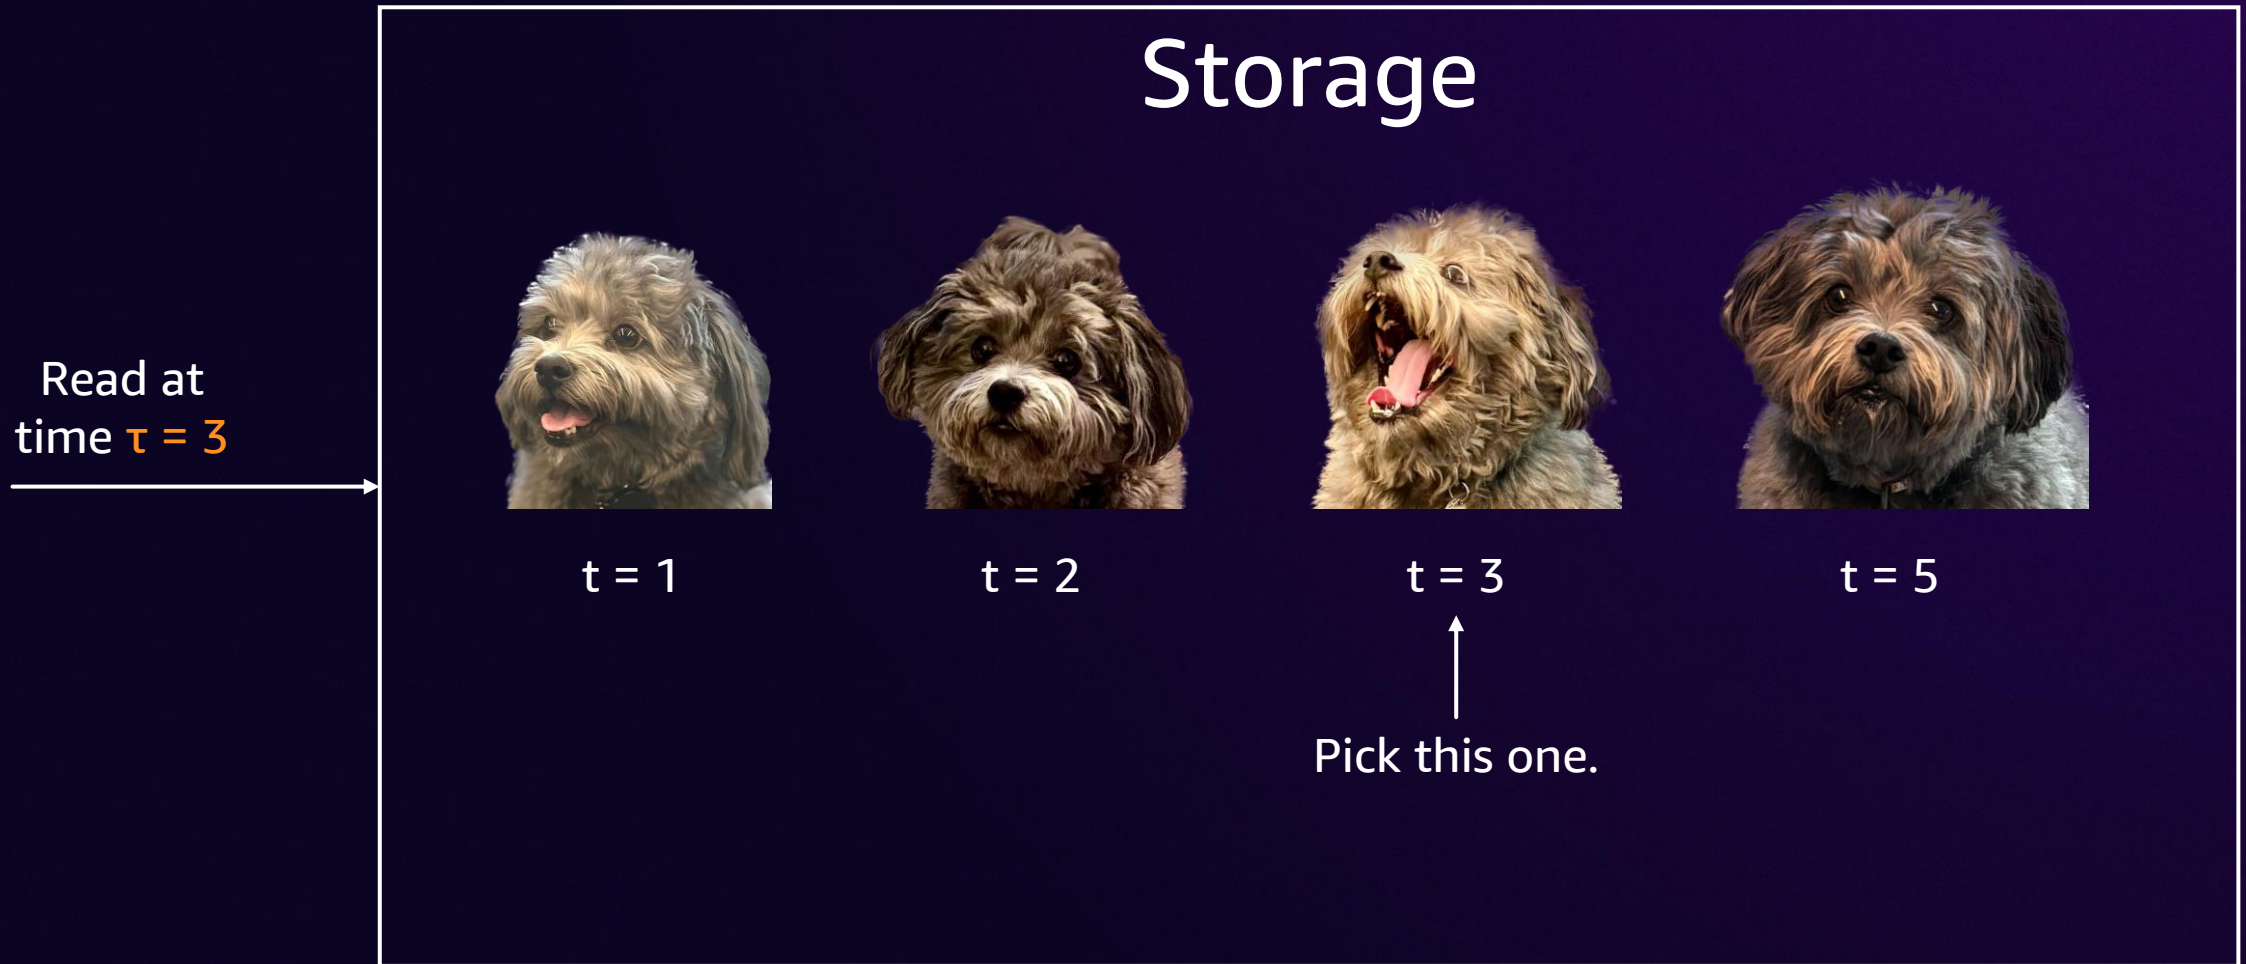 Storage
Read at
time τ = 3
t = 1
t = 2
t = 3
t = 5
Pick this one.